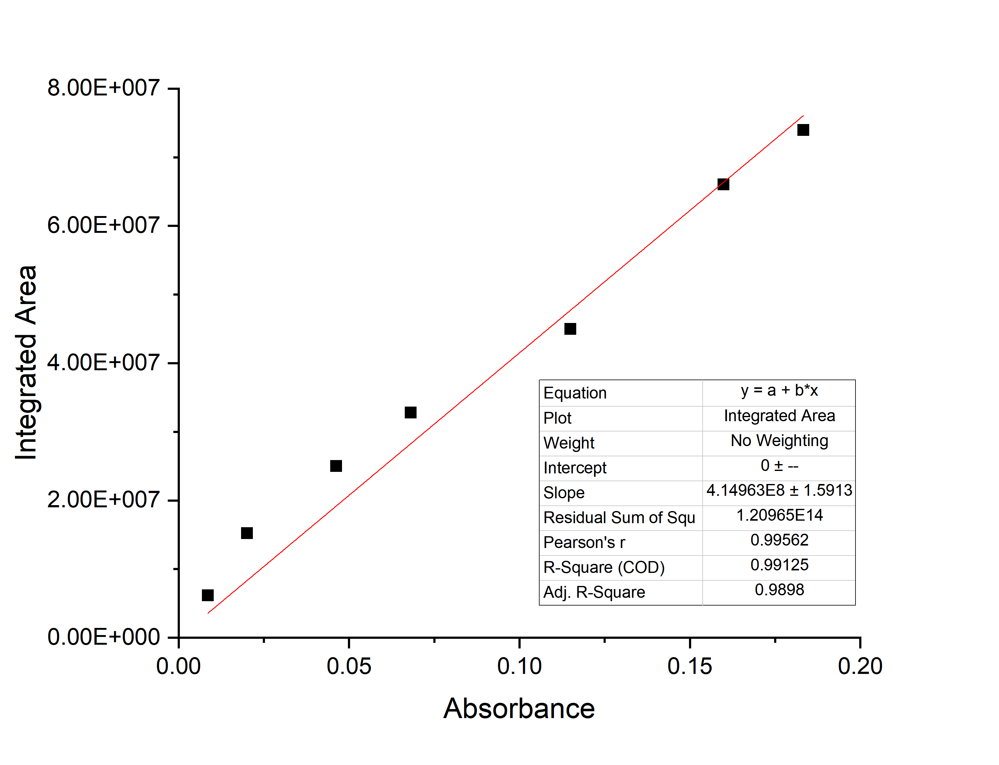 8.00E+007
6.00E+007
4.00E+007
2.00E+007
0.00E+000
Integrated Area
0.00 0.05 0.10 0.15 0.20
Absorbance
Equation y = a + b*x
Plot Integrated Area
Weight No Weighting
Intercept 0 ± --
Slope 4.14963E8 ± 1.5913
Residual Sum of Squ 1.20965E14
Pearson's r 0.99562
R-Square (COD) 0.99125
Adj. R-Square 0.9898